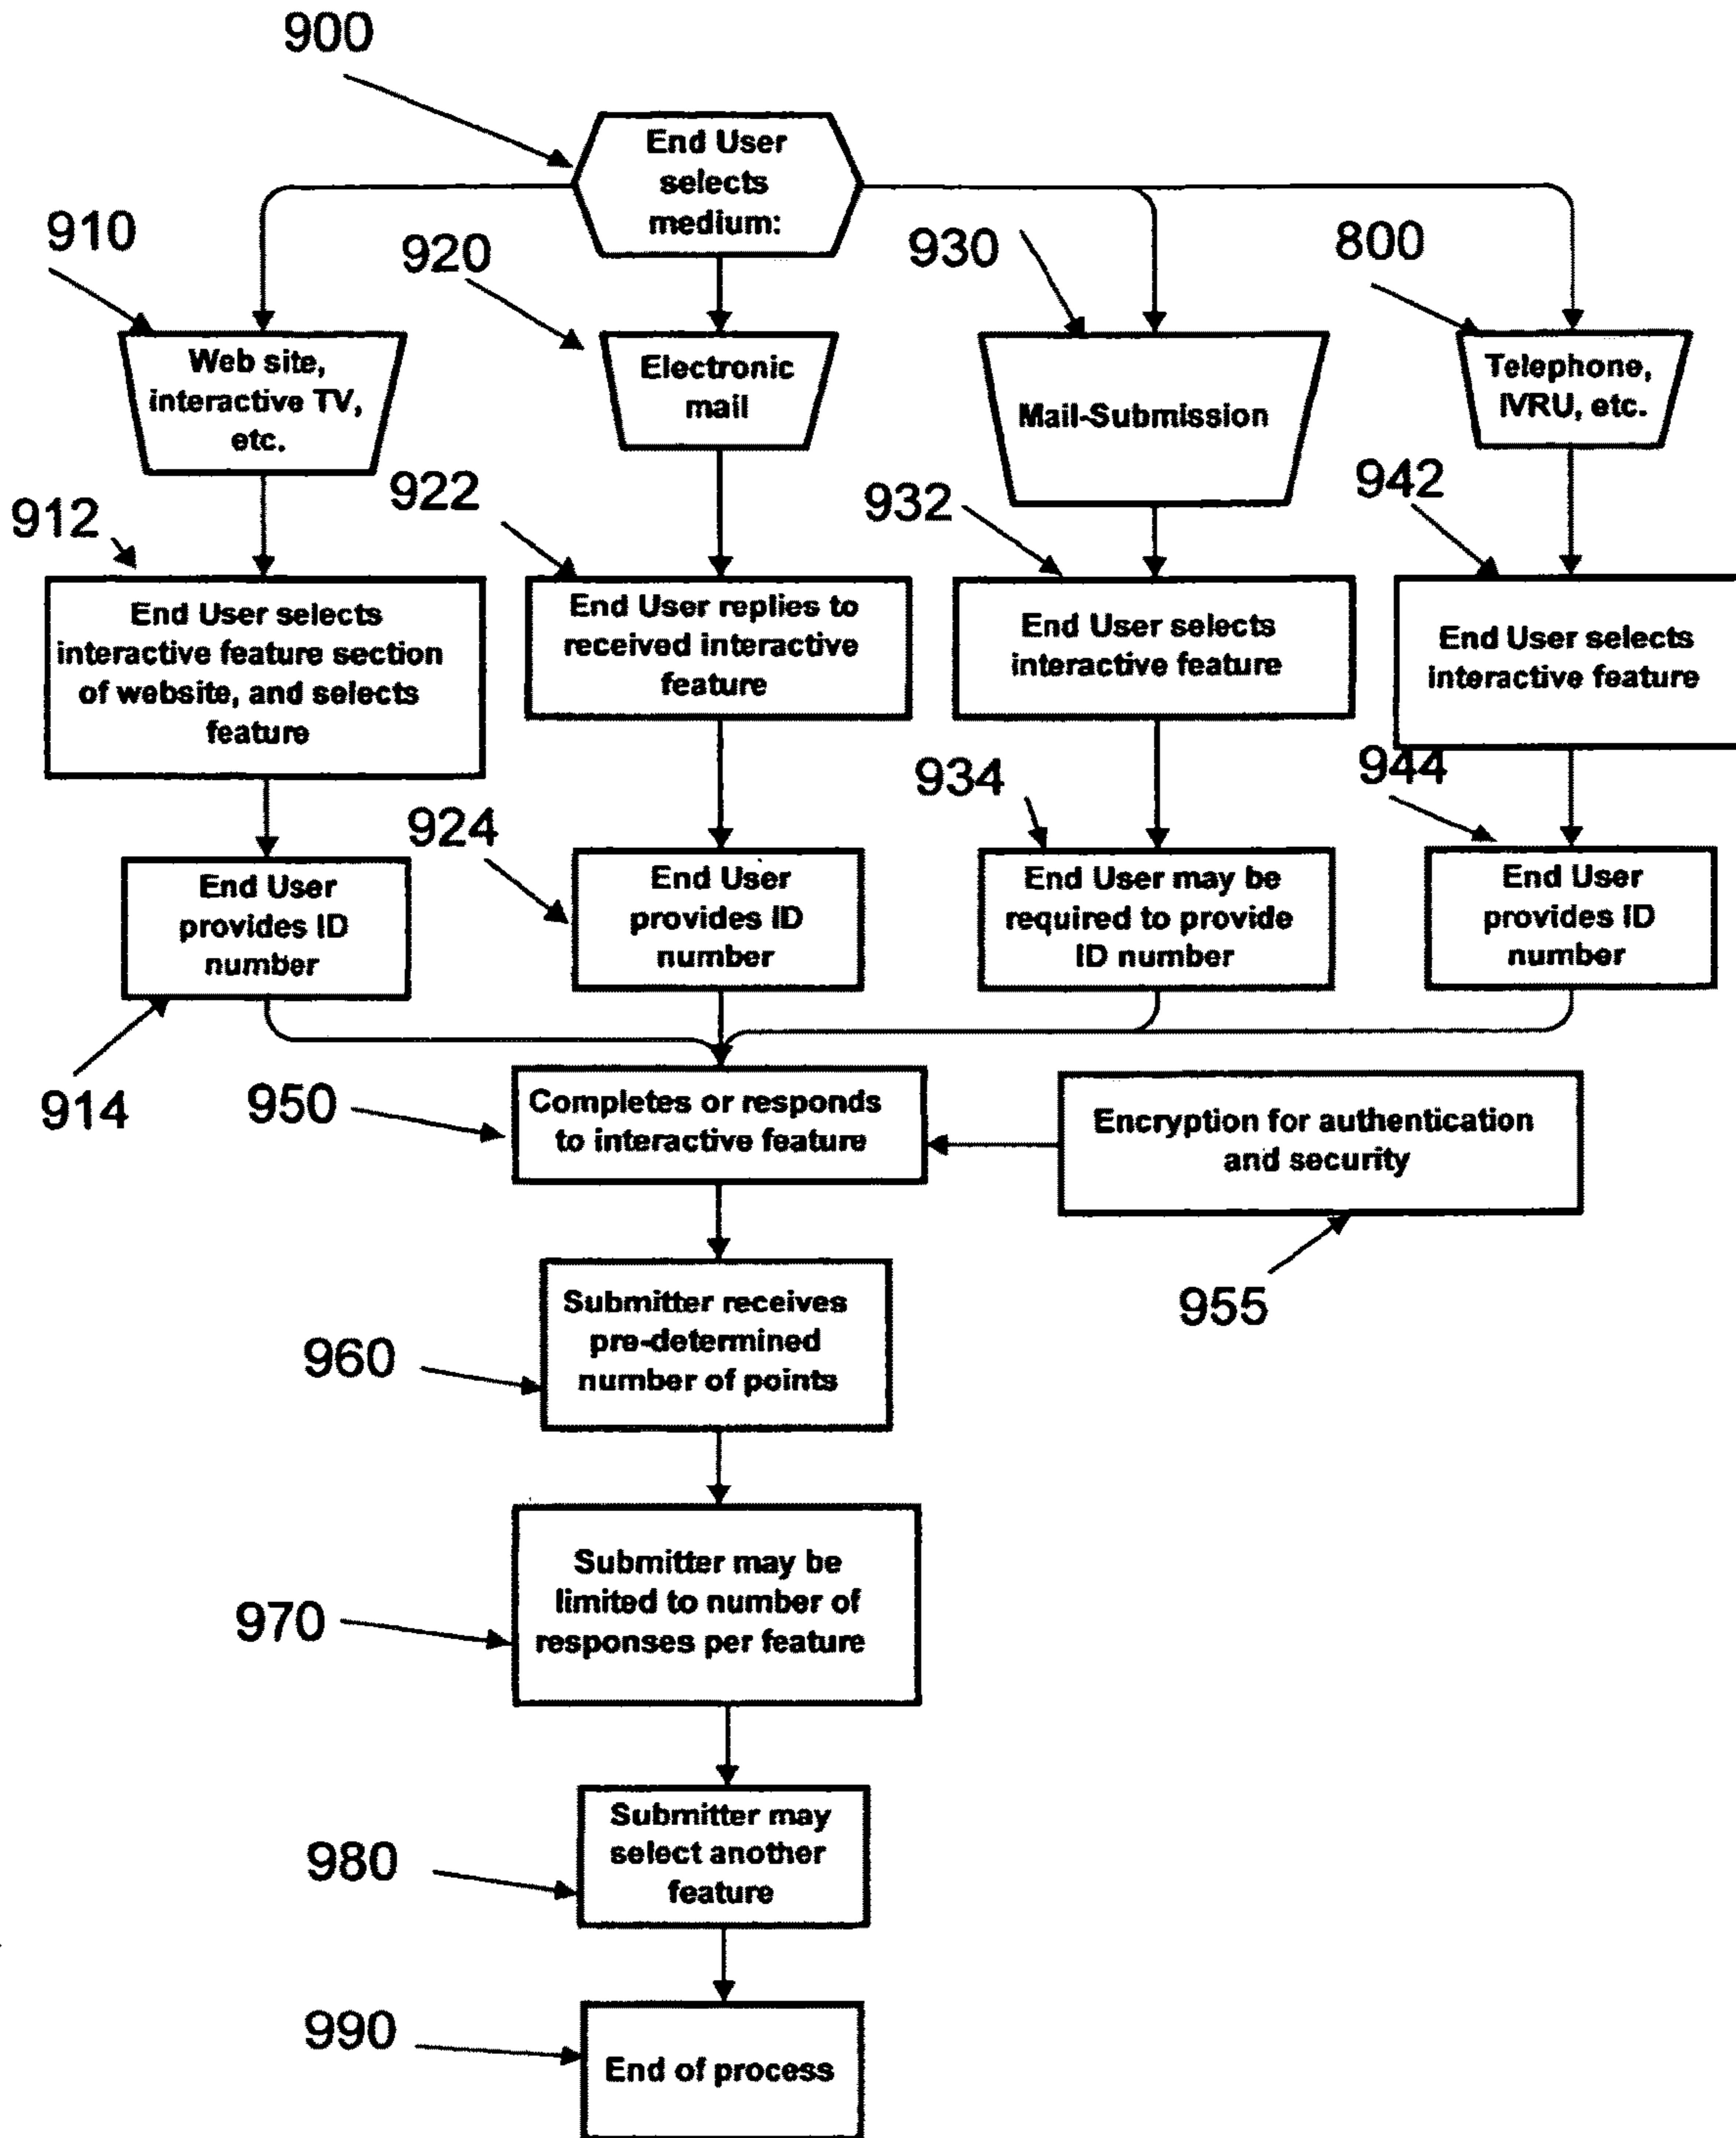 900
End User
selects
medium:
910
920
930
800
Web site,
interactive TV,
etc.
Electronic
mail
Mail-Submission
Telephone,
IVRU, etc.
912
922
932
942
End User selects
interactive feature section
of website, and selects
feature
End User replies to
received interactive
feature
End User selects
interactive feature
End User selects
interactive feature
924
934
944
End User
provides ID
number
End User
provides ID
number
End User may be
required to provide
ID number
End User
provides ID
number
914
950
Completes or responds
to interactive feature
Encryption for authentication
and security
955
960
Submitter receives
pre-determined
number of points
970
Submitter may be
limited to number of
responses per feature
980
Submitter may
select another
feature
990
End of process